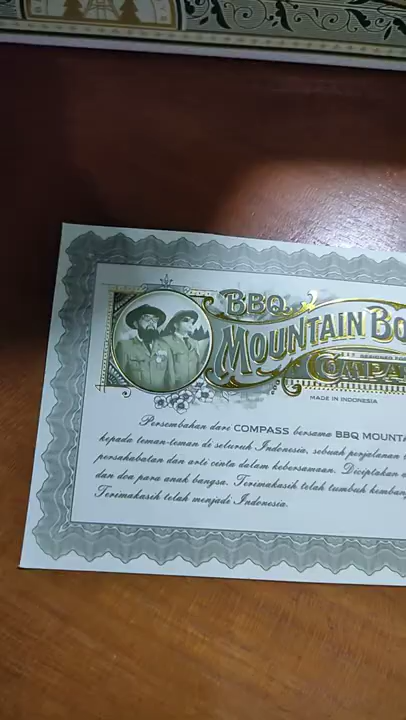 BBQ
MOUNTAIN BO
DESIGNED FOR
COMPA
MADE IN INDONESIA
Persembahan dari COMPASS bersama BBQ MOUNTA
kepada teman-teman di seluruh Indonesia, sebuah perjalanan
persahabatan dan arti cinta dalam kebersamaan. Diciptakan
dan doa para anak bangsa. Terimakasih telah tumbuh kemban
Terimakasih telah menjadi Indonesia.